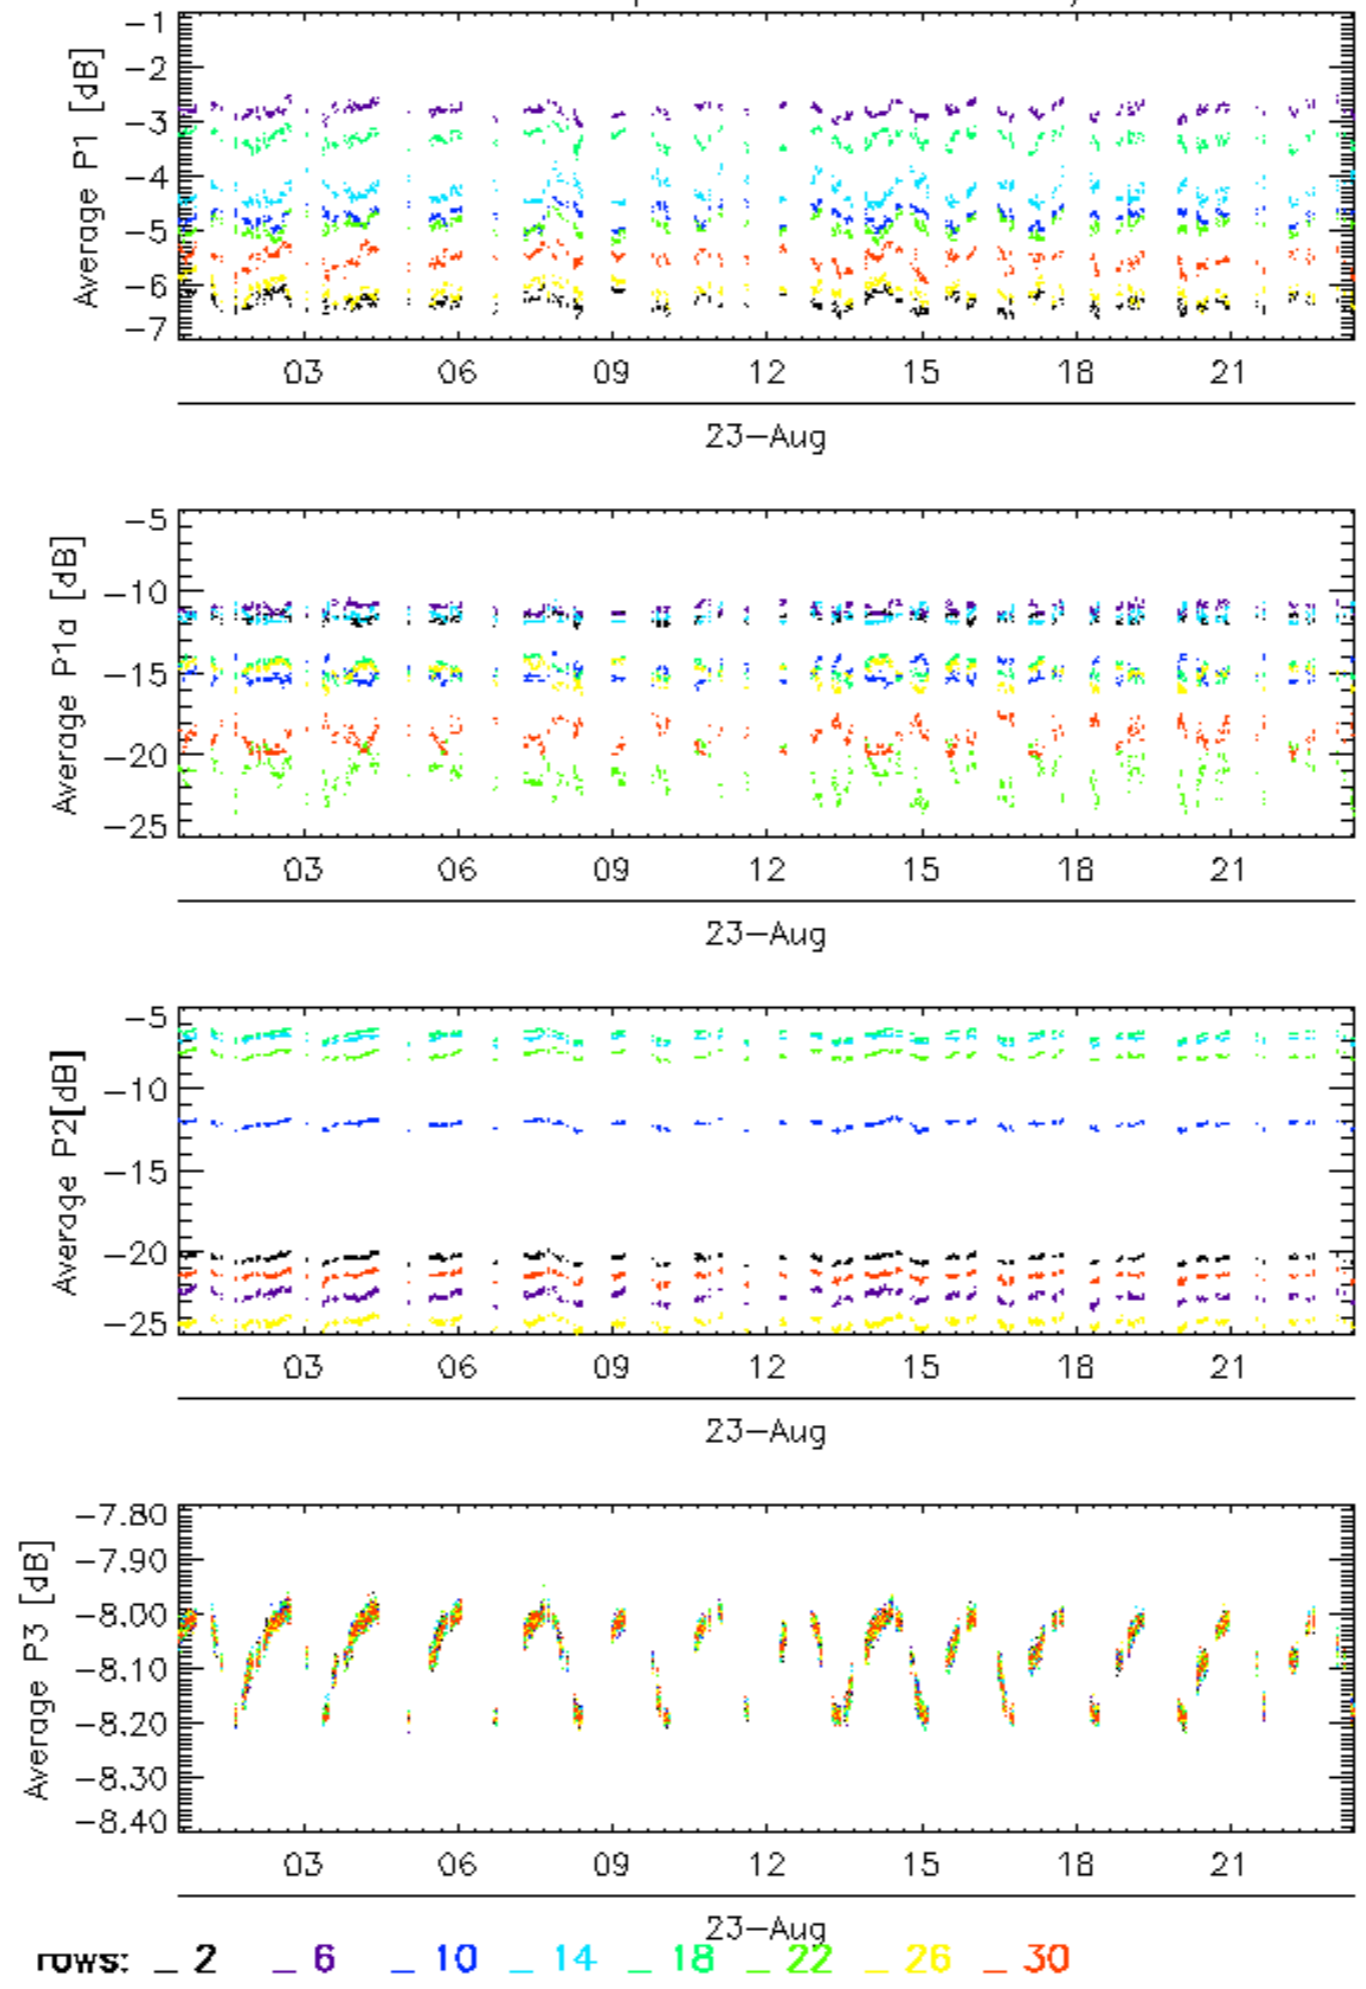 Average P1 [dB]
-1
-2
-3
-4
-5
-6
-7
03 06 09 12 15 18 21
23-Aug
Average P1a [dB]
-5
-10
-15
-20
-25
03 06 09 12 15 18 21
23-Aug
Average P2[dB]
-5
-10
-15
-20
-25
03 06 09 12 15 18 21
23-Aug
Average P3 [dB]
-7.80
-7.90
-8.00
-8.10
-8.20
-8.30
-8.40
03 06 09 12 15 18 21
23-Aug
rows: _ 2 _ 6 _ 10 _ 14 _ 18 _ 22 _ 26 _ 30